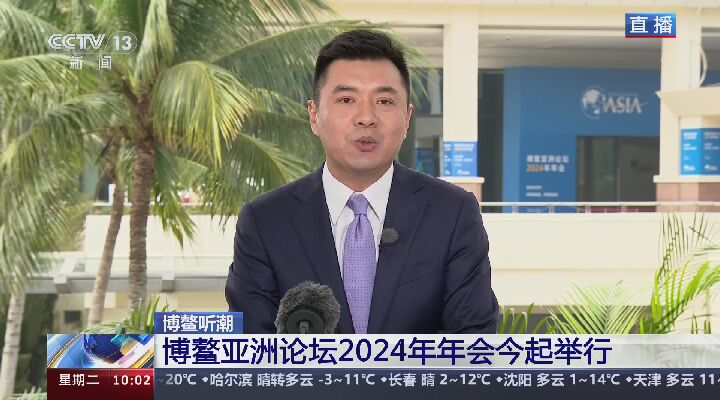 CCTV 13
新闻
直播
ASIA
博鳌亚洲论坛
2024年年会
博鳌听潮
博鳌亚洲论坛2024年年会今起举行
星期二 10:02 -20℃ •哈尔滨 晴转多云 -3~11℃ •长春 晴 2~12℃ •沈阳 多云 1~14℃ •天津 多云 11